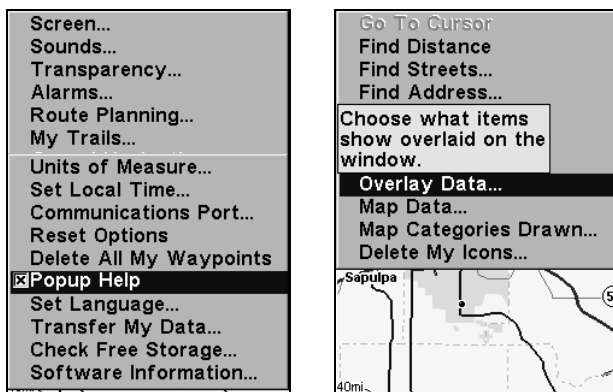 Screen...
Sounds...
Transparency...
Alarms...
Route Planning...
My Trails...
Units of Measure...
Set Local Time...
Communications Port...
Reset Options
Delete All My Waypoints
Popup Help
Set Language...
Transfer My Data...
Check Free Storage...
Software Information...
Go To Cursor
Find Distance
Find Streets...
Find Address...
Choose what items
show overlaid on the
window.
Overlay Data...
Map Data...
Map Categories Drawn...
Delete My Icons...
Sapulpa
5
40mi